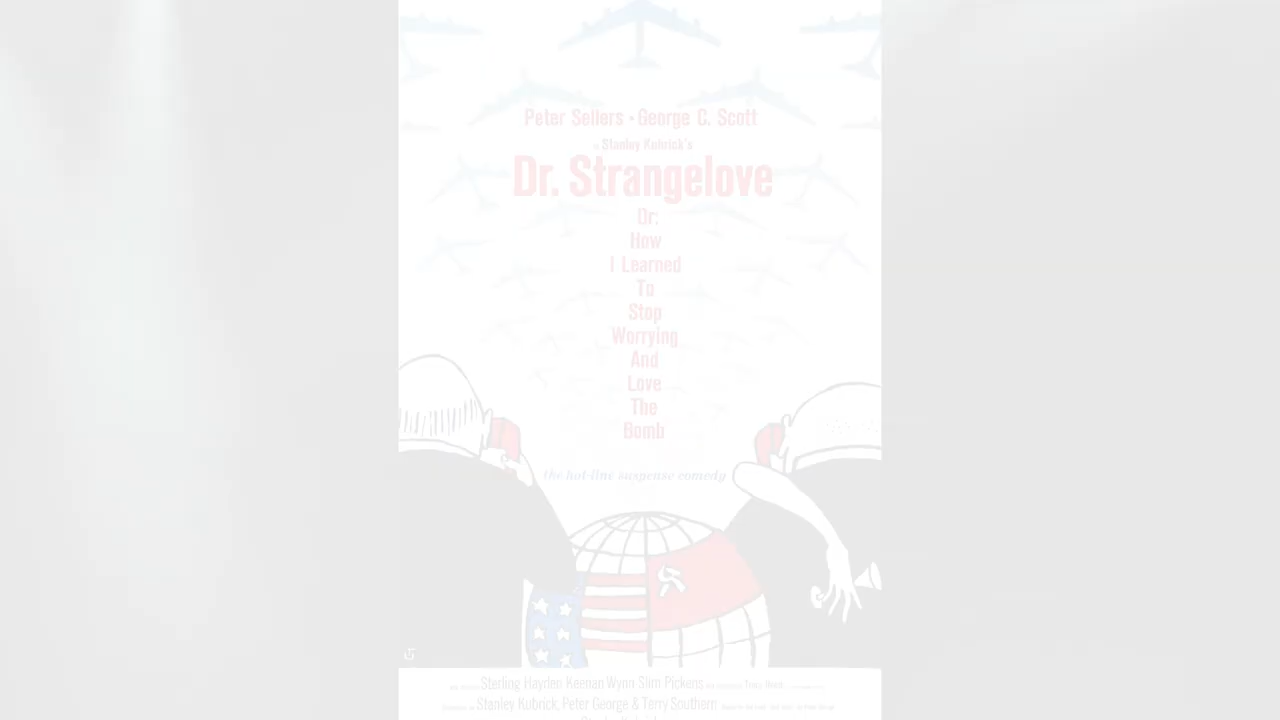 Peter Sellers • George C. Scott
Stanley Kubrick's
Dr. Strangelove
Or:
How
I Learned
To
Stop
Worrying
And
Love
The
Bomb
the hot-line suspense comedy
Sterling Hayden Keenan Wynn Slim Pickens
Stanley Kubrick, Peter George & Terry Southern